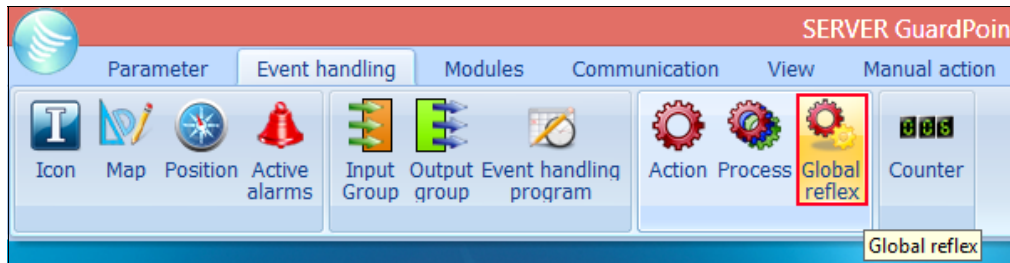 SERVER GuardPoin
Parameter Event handling Modules Communication View Manual action
I
005
Icon Map Position Active alarms Input Group Output group Event handling program Action Process Global reflex Counter
Global reflex